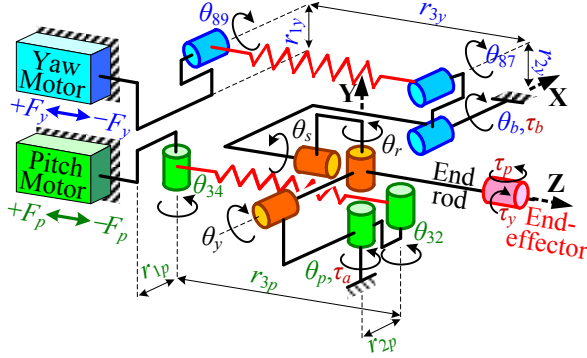 θ₈₉
r₁y
r₃y
θ₈₇
r₂y
Yaw
Motor
+Fy
−Fy
Y
X
θs
θr
θb,τb
Pitch
Motor
θ₃₄
End
rod
τp
τy
Z
End-
effector
+Fp
−Fp
θy
θ₃₂
θp,τa
r₁p
r₃p
r₂p